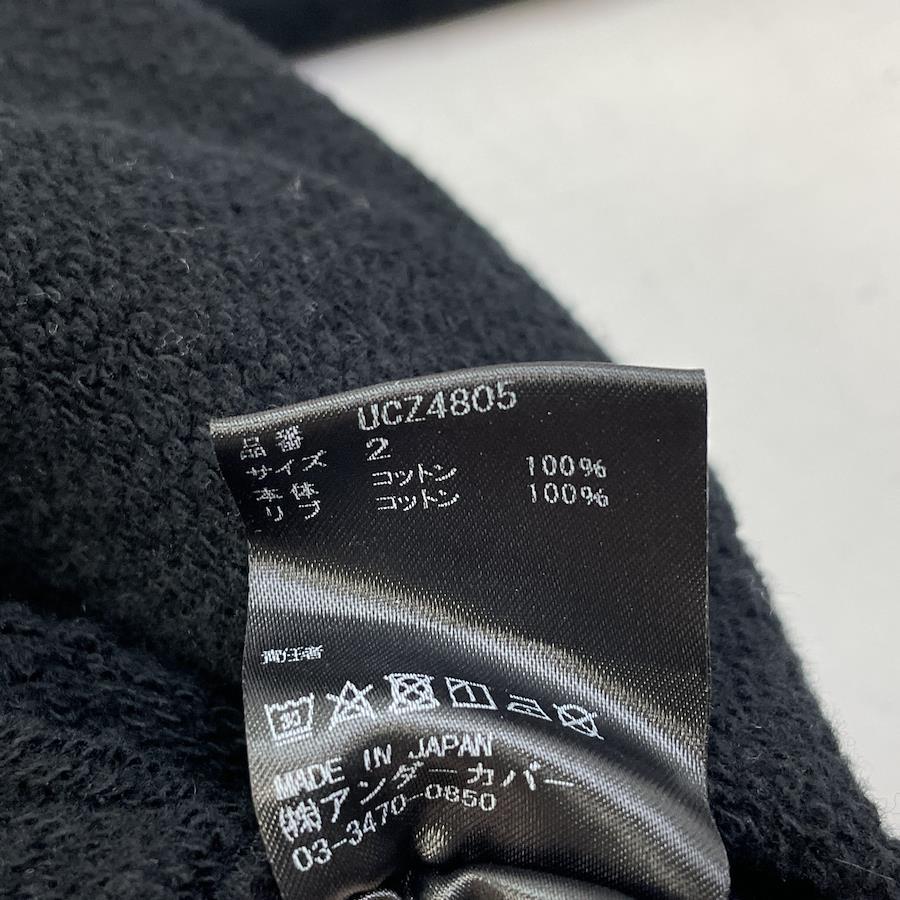 品番 UCZ4805
サイズ 2
本体 コットン 100%
リブ コットン 100%
MADE IN JAPAN
㈱アンダーカバー
03-3470-0850